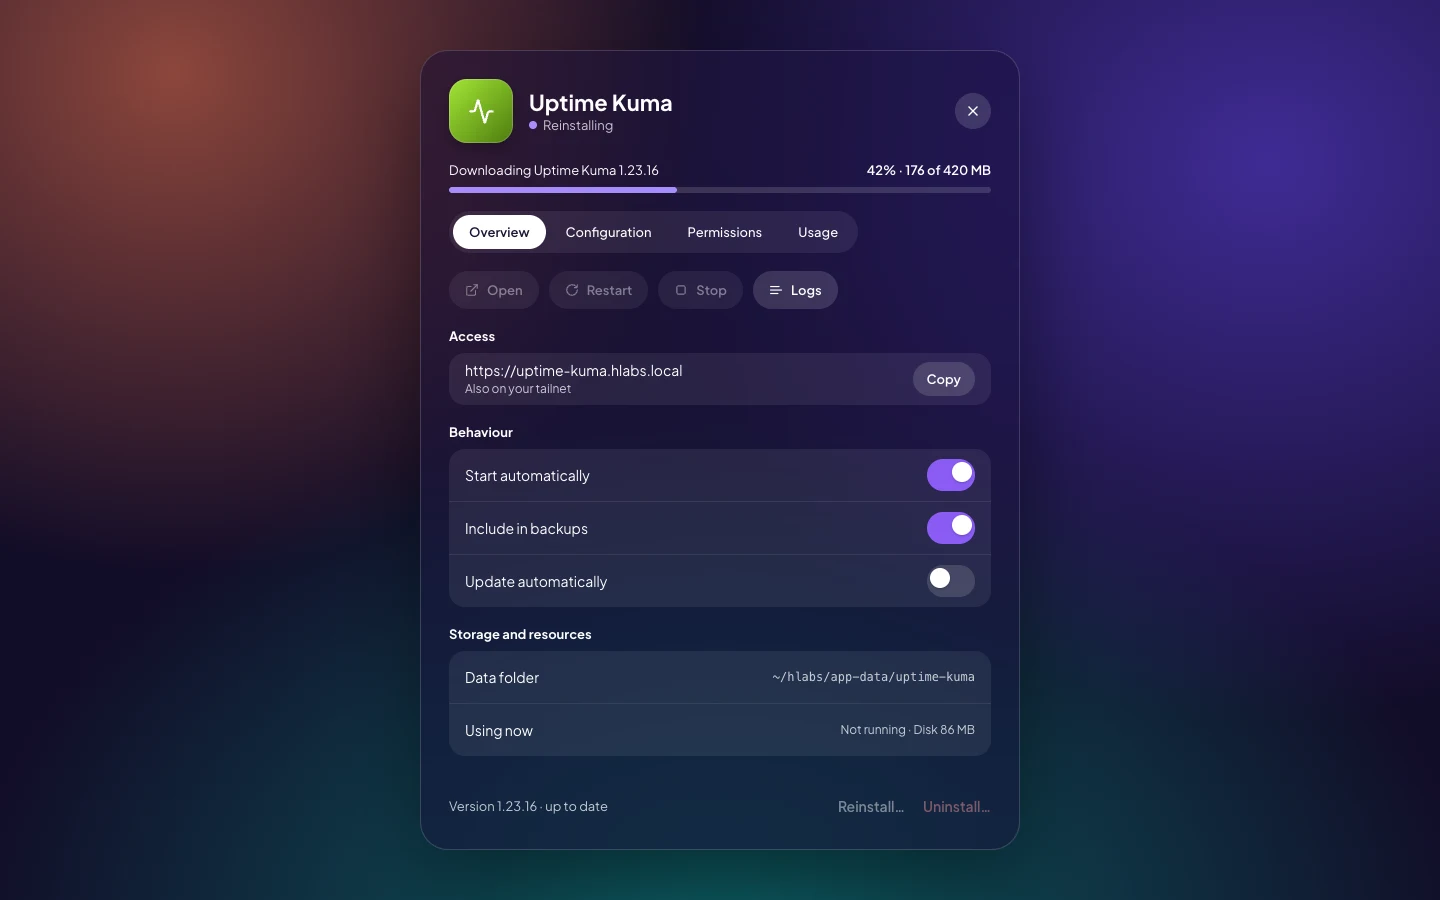 Uptime Kuma
Reinstalling
Downloading Uptime Kuma 1.23.16
42% · 176 of 420 MB
Overview
Configuration
Permissions
Usage
Open
Restart
Stop
Logs
Access
https://uptime-kuma.hlabs.local
Also on your tailnet
Copy
Behaviour
Start automatically
Include in backups
Update automatically
Storage and resources
Data folder
~/hlabs/app-data/uptime-kuma
Using now
Not running · Disk 86 MB
Version 1.23.16 · up to date
Reinstall...
Uninstall...